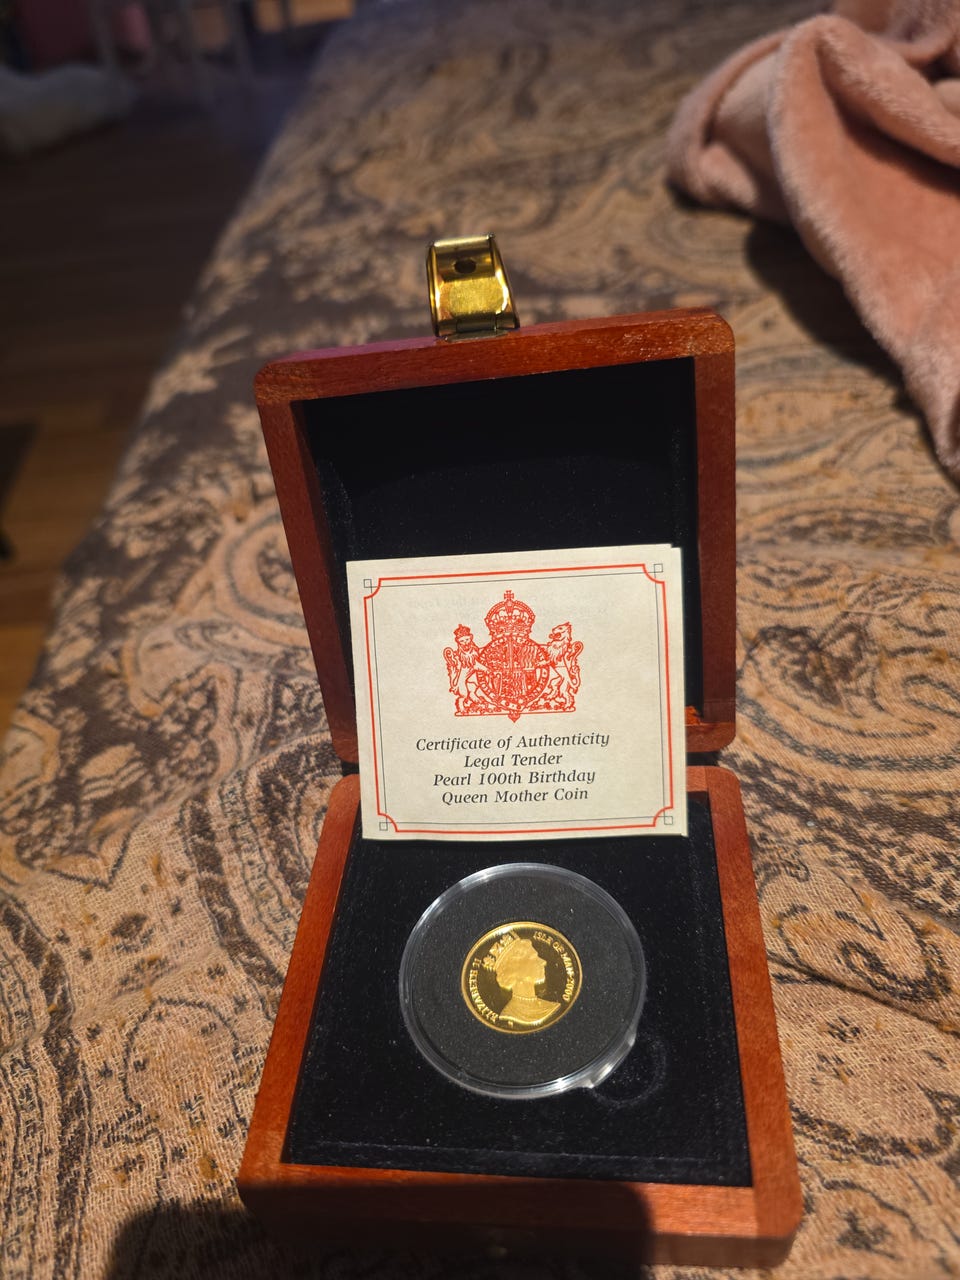 Certificate of Authenticity
Legal Tender
Pearl 100th Birthday
Queen Mother Coin
ELIZABETH II
ISLE OF MAN·2000